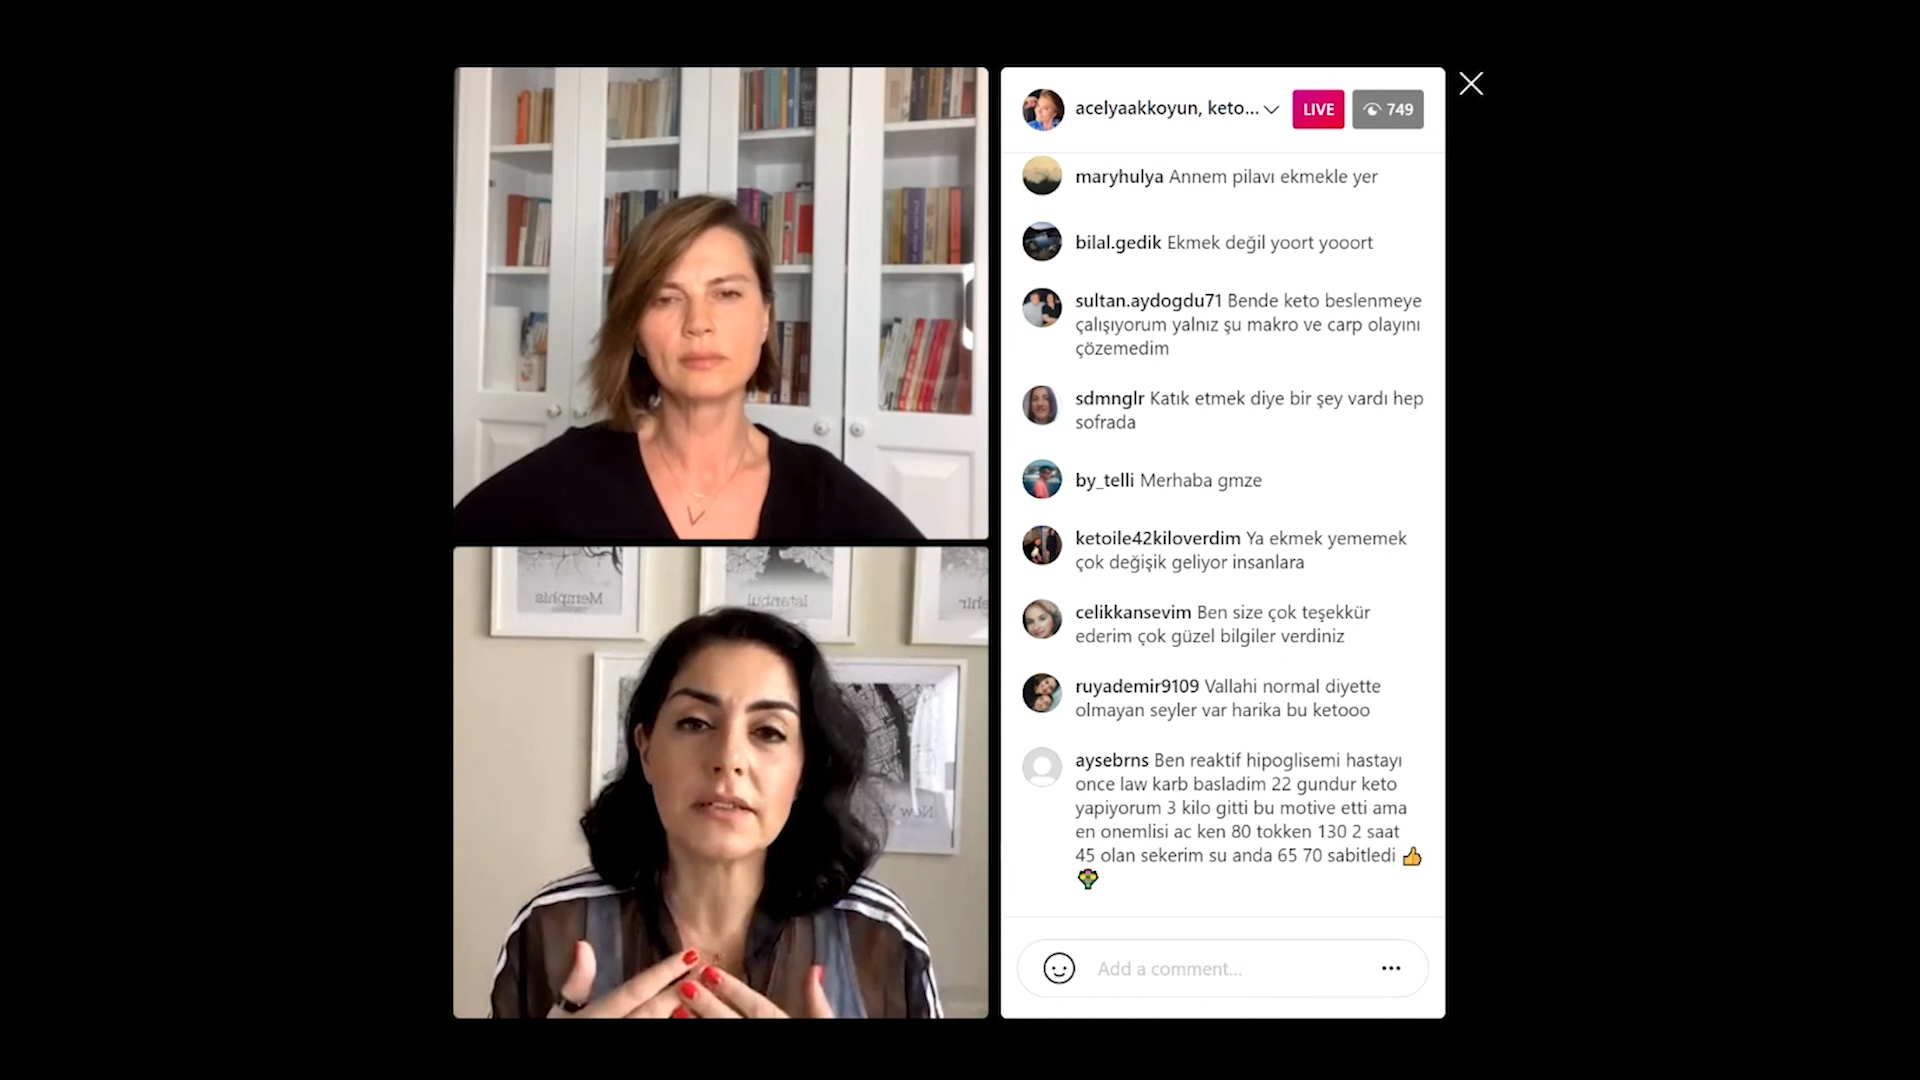 acelyaakkoyun, keto...
LIVE
749
maryhulya Annem pilavı ekmekle yer
bilal.gedik Ekmek değil yoort yooort
sultan.aydogdu71 Bende keto beslenmeye
çalışıyorum yalnız şu makro ve carp olayını
çözemedim
sdmnglr Katık etmek diye bir şey vardı hep
sofrada
by_telli Merhaba gmze
ketoile42kiloverdim Ya ekmek yememek
çok değişik geliyor insanlara
celikkansevim Ben size çok teşekkür
ederim çok güzel bilgiler verdiniz
ruyademir9109 Vallahi normal diyette
olmayan seyler var harika bu ketooo
aysebrns Ben reaktif hipoglisemi hastayı
once law karb basladim 22 gundur keto
yapiyorum 3 kilo gitti bu motive etti ama
en onemlisi ac ken 80 tokken 130 2 saat
45 olan sekerim su anda 65 70 sabitledi 👍
💐
Add a comment...
Memphis
Istanbul
New